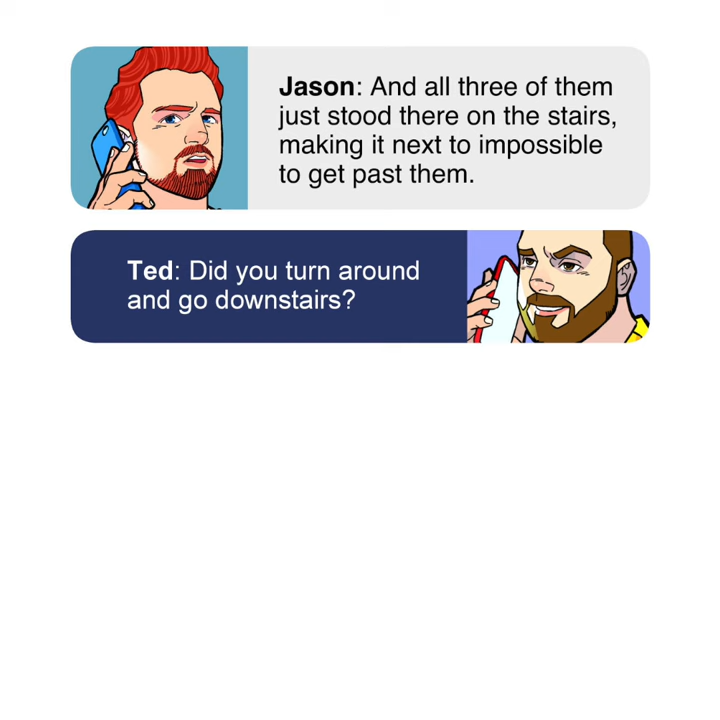 Jason: And all three of them
just stood there on the stairs,
making it next to impossible
to get past them.
Ted: Did you turn around
and go downstairs?